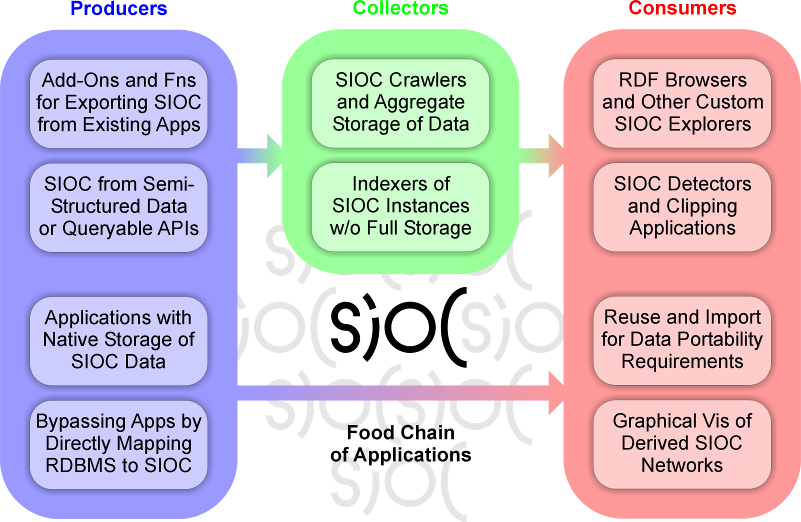 Producers
Add-Ons and Fns
for Exporting SIOC
from Existing Apps
SIOC from Semi-
Structured Data
or Queryable APIs
Applications with
Native Storage of
SIOC Data
Bypassing Apps by
Directly Mapping
RDBMS to SIOC
Collectors
SIOC Crawlers
and Aggregate
Storage of Data
Indexers of
SIOC Instances
w/o Full Storage
sioc
Food Chain
of Applications
Consumers
RDF Browsers
and Other Custom
SIOC Explorers
SIOC Detectors
and Clipping
Applications
Reuse and Import
for Data Portability
Requirements
Graphical Vis of
Derived SIOC
Networks